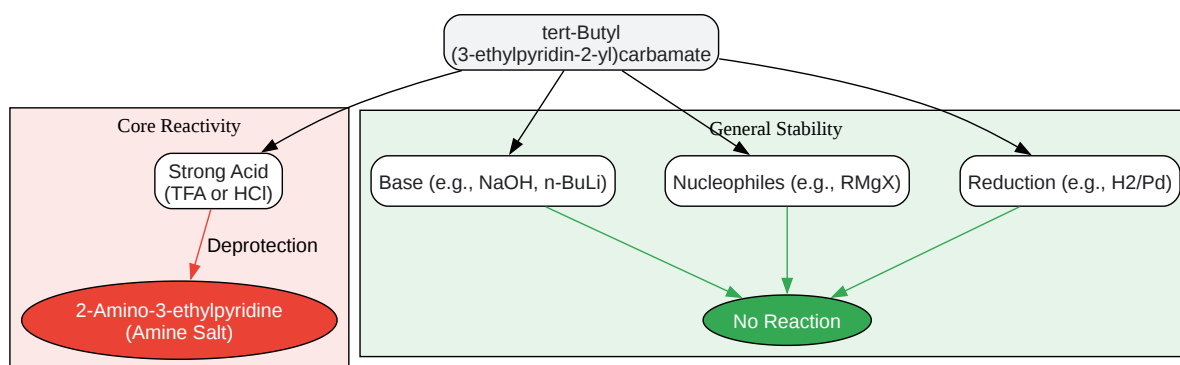 tert-Butyl
(3-ethylpyridin-2-yl)carbamate
Core Reactivity
General Stability
Strong Acid
(TFA or HCl)
Base (e.g., NaOH, n-BuLi)
Nucleophiles (e.g., RMgX)
Reduction (e.g., H2/Pd)
Deprotection
2-Amino-3-ethylpyridine
(Amine Salt)
No Reaction